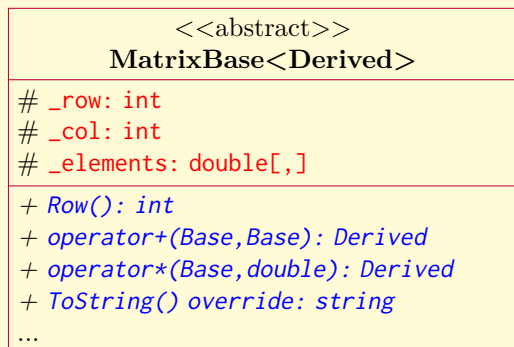 <<abstract>>
MatrixBase<Derived>
# _row: int
# _col: int
# _elements: double[,]
+ Row(): int
+ operator+(Base,Base): Derived
+ operator*(Base,double): Derived
+ ToString() override: string
...